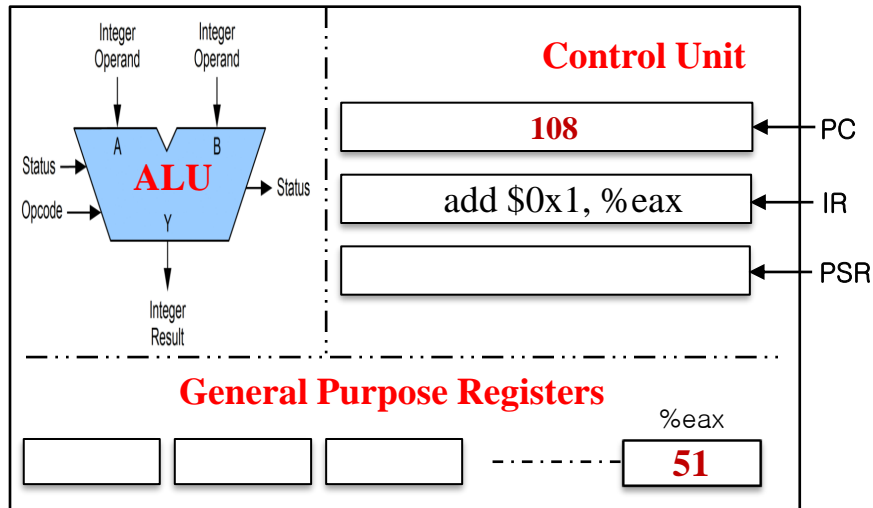 Integer
Operand
Integer
Operand
A
B
ALU
Status
Status
Opcode
Y
Integer
Result
Control Unit
108
PC
add $0x1, %eax
IR
PSR
General Purpose Registers
%eax
51